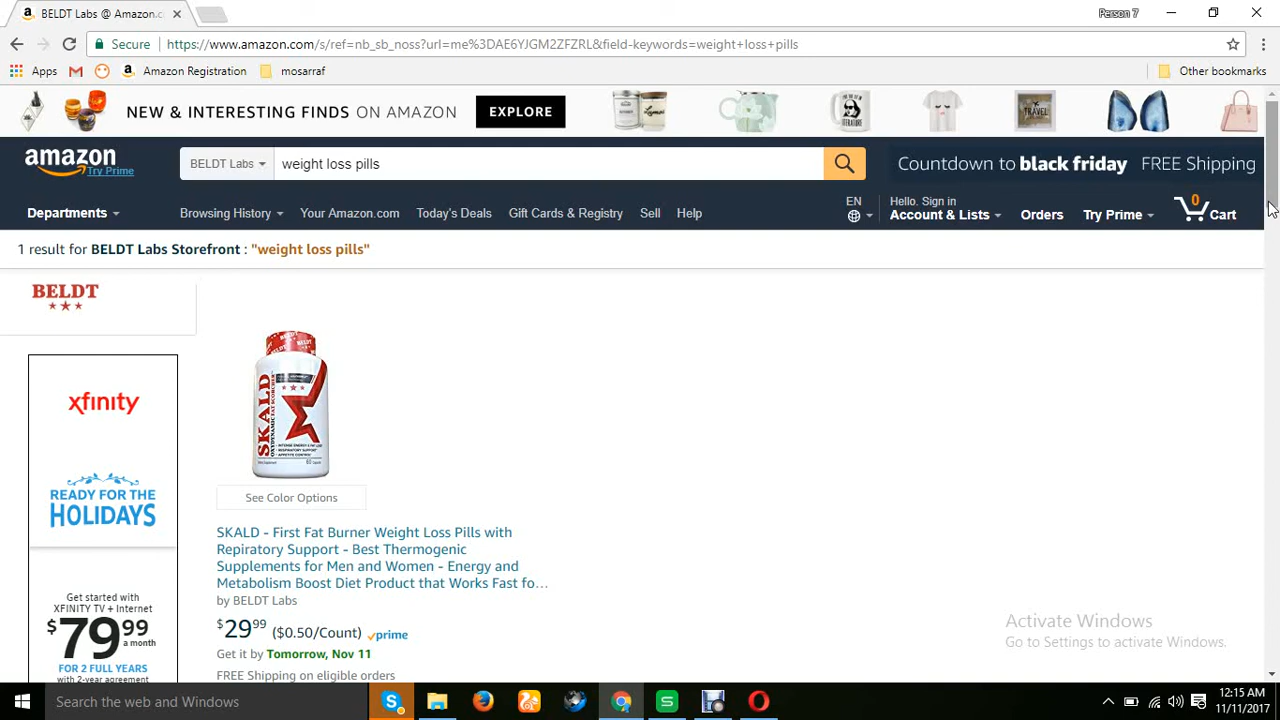 BELDT Labs @ Amazon.c
Person 7
Secure
https://www.amazon.com/s/ref=nb_sb_noss?url=me%3DAE6YJGM2ZFZRL&field-keywords=weight+loss+pills
Apps
Amazon Registration
mosarraf
Other bookmarks
NEW & INTERESTING FINDS ON AMAZON
EXPLORE
TRAVEL
amazon
Try Prime
BELDT Labs
weight loss pills
Countdown to black friday FREE Shipping
Departments
Browsing History
Your Amazon.com
Today's Deals
Gift Cards & Registry
Sell
Help
EN
Hello. Sign in
Account & Lists
Orders
Try Prime
0
Cart
1 result for BELDT Labs Storefront : "weight loss pills"
BELDT
xfinity
READY FOR THE
HOLIDAYS
Get started with
XFINITY TV + Internet
$79.99
a month
FOR 2 FULL YEARS
with 2-year agreement
SKALD
See Color Options
SKALD - First Fat Burner Weight Loss Pills with
Repiratory Support - Best Thermogenic
Supplements for Men and Women - Energy and
Metabolism Boost Diet Product that Works Fast fo...
by BELDT Labs
$29.99 ($0.50/Count) prime
Get it by Tomorrow, Nov 11
FREE Shipping on eligible orders
Activate Windows
Go to Settings to activate Windows.
Search the web and Windows
12:15 AM
11/11/2017